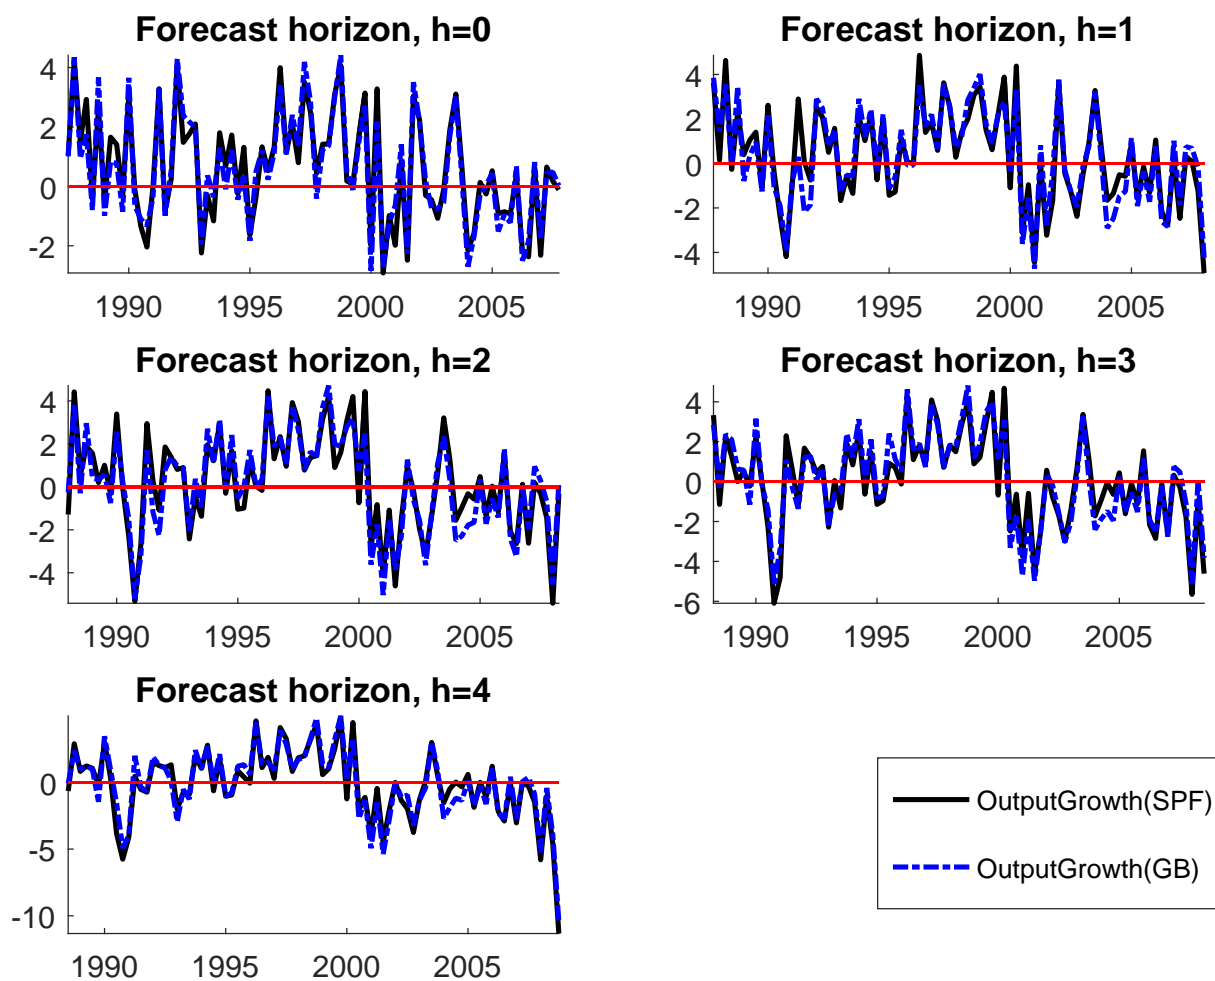 Forecast horizon, h=0
4
2
0
-2
1990 1995 2000 2005
Forecast horizon, h=1
4
2
0
-2
-4
1990 1995 2000 2005
Forecast horizon, h=2
4
2
0
-2
-4
1990 1995 2000 2005
Forecast horizon, h=3
4
2
0
-2
-4
-6
1990 1995 2000 2005
Forecast horizon, h=4
0
-5
-10
1990 1995 2000 2005
OutputGrowth(SPF)
OutputGrowth(GB)